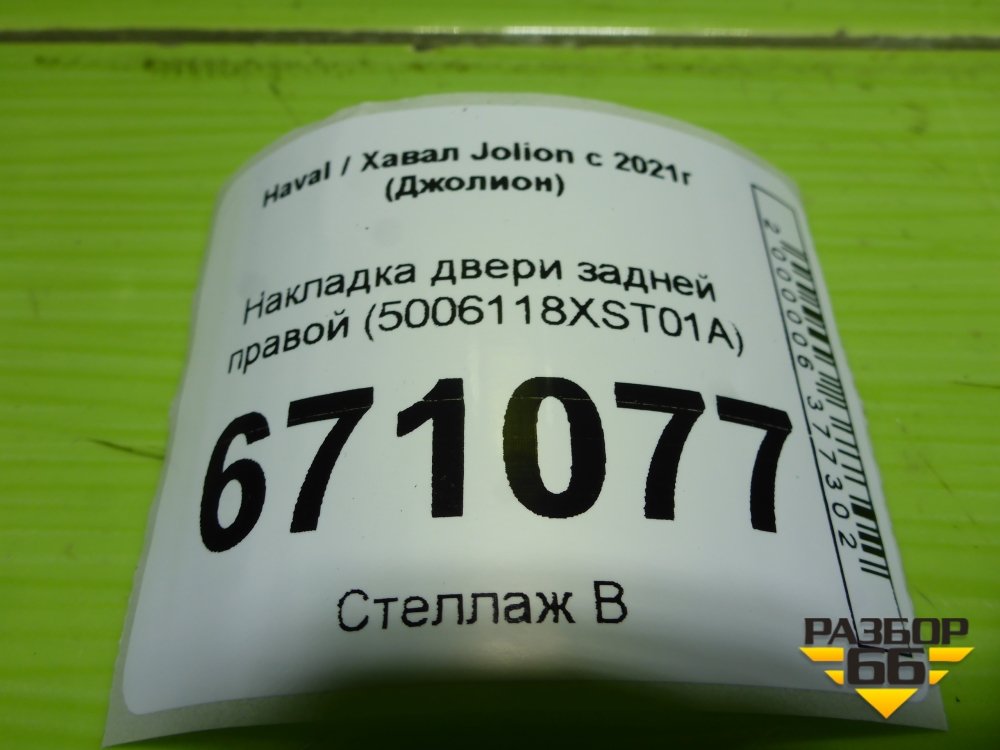 Haval / Хавал Jolion с 2021г
(Джолион)
Накладка двери задней
правой (5006118XST01A)
671077
Стеллаж В
2000006377302
РАЗБОР
66